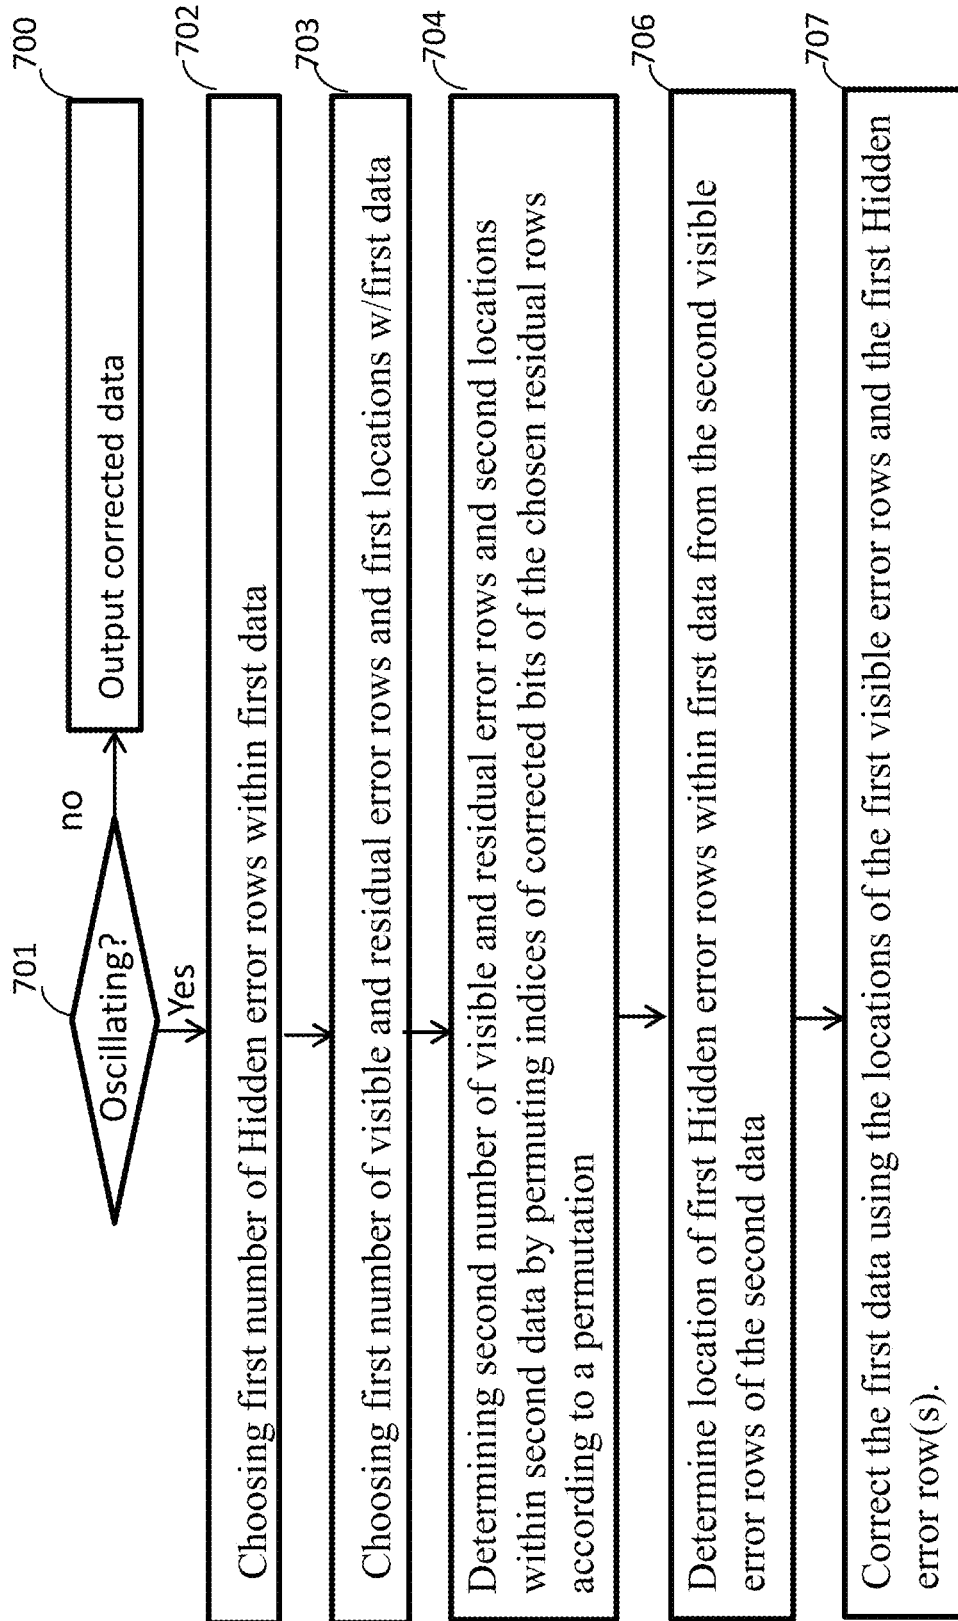 701
Oscillating?
no
Output corrected data
700
Yes
702
Choosing first number of Hidden error rows within first data
703
Choosing first number of visible and residual error rows and first locations w/first data
704
Determining second number of visible and residual error rows and second locations
within second data by permuting indices of corrected bits of the chosen residual rows
according to a permutation
706
Determine location of first Hidden error rows within first data from the second visible
error rows of the second data
707
Correct the first data using the locations of the first visible error rows and the first Hidden
error row(s).